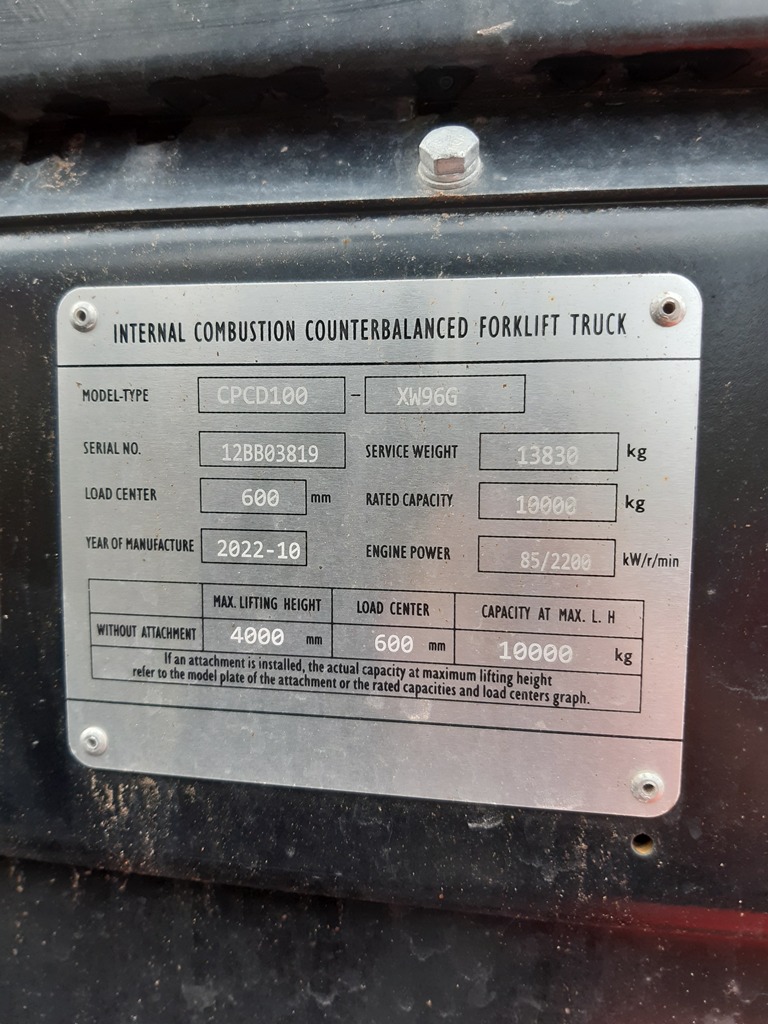 INTERNAL COMBUSTION COUNTERBALANCED FORKLIFT TRUCK
MODEL-TYPE CPCD100 - XW96G
SERIAL NO. 12BB03819 SERVICE WEIGHT 13830 kg
LOAD CENTER 600 mm RATED CAPACITY 10000 kg
YEAR OF MANUFACTURE 2022-10 ENGINE POWER 85/2200 kW/r/min
MAX. LIFTING HEIGHT LOAD CENTER CAPACITY AT MAX. L. H
WITHOUT ATTACHMENT 4000 mm 600 mm 10000 kg
If an attachment is installed, the actual capacity at maximum lifting height
refer to the model plate of the attachment or the rated capacities and load centers graph.